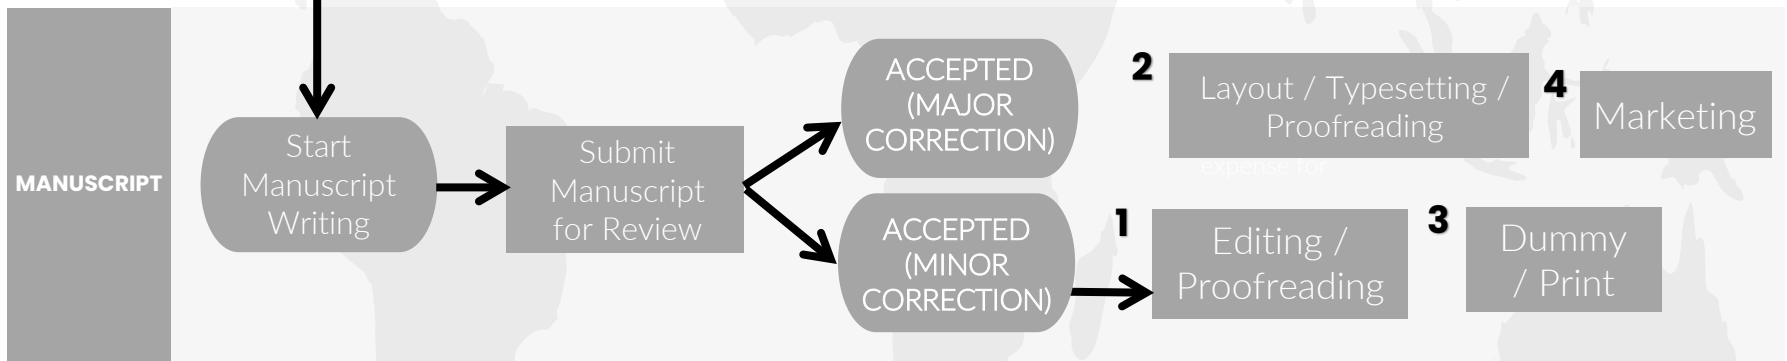 MANUSCRIPT
Start
Manuscript
Writing
Submit
Manuscript
for Review
ACCEPTED
(MAJOR
CORRECTION)
ACCEPTED
(MINOR
CORRECTION)
1
Editing /
Proofreading
2
Layout / Typesetting /
Proofreading
expense for
3
Dummy
/ Print
4
Marketing